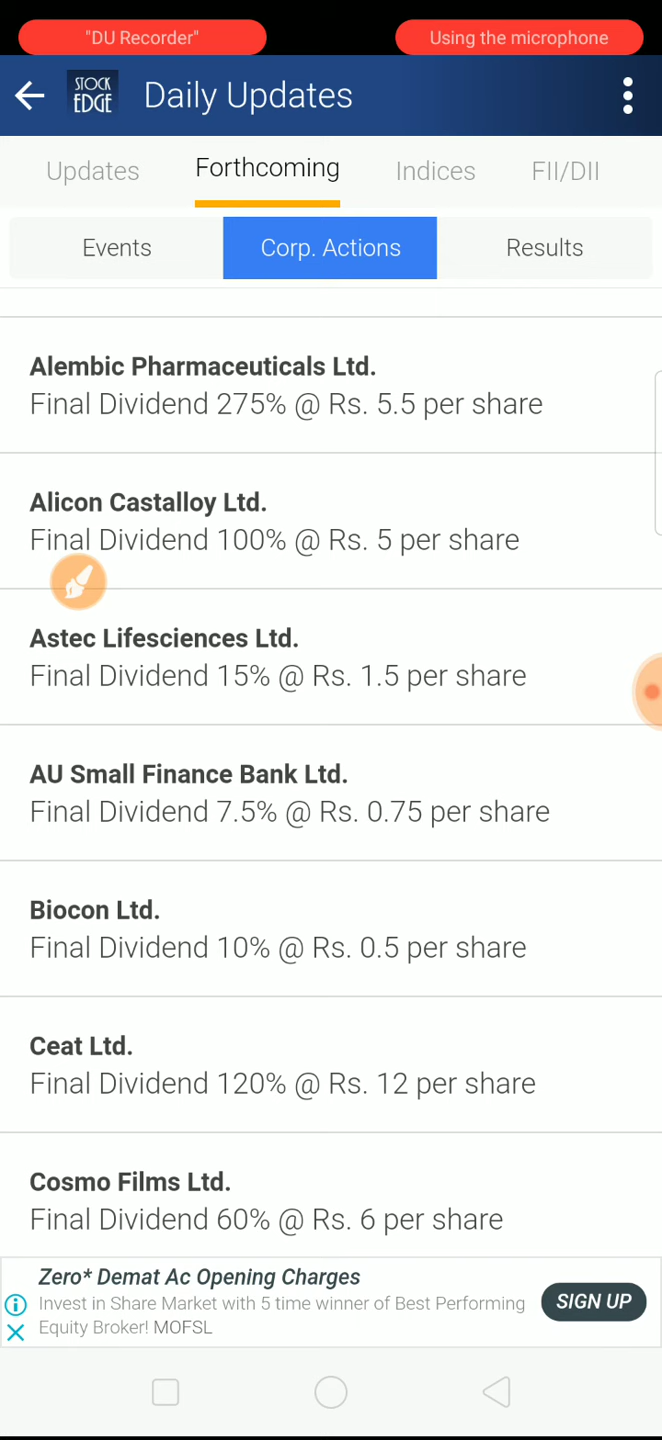 "DU Recorder"
Using the microphone
STOCK
EDGE
Daily Updates
Updates
Forthcoming
Indices
FII/DII
Events
Corp. Actions
Results
Alembic Pharmaceuticals Ltd.
Final Dividend 275% @ Rs. 5.5 per share
Alicon Castalloy Ltd.
Final Dividend 100% @ Rs. 5 per share
Astec Lifesciences Ltd.
Final Dividend 15% @ Rs. 1.5 per share
AU Small Finance Bank Ltd.
Final Dividend 7.5% @ Rs. 0.75 per share
Biocon Ltd.
Final Dividend 10% @ Rs. 0.5 per share
Ceat Ltd.
Final Dividend 120% @ Rs. 12 per share
Cosmo Films Ltd.
Final Dividend 60% @ Rs. 6 per share
Zero* Demat Ac Opening Charges
Invest in Share Market with 5 time winner of Best Performing
Equity Broker! MOFSL
SIGN UP